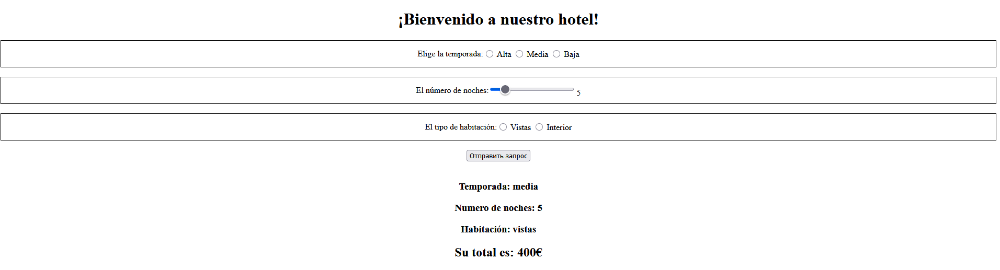 ¡Bienvenido a nuestro hotel!
Elige la temporada: Alta Media Baja
El número de noches: 5
El tipo de habitación: Vistas Interior
Отправить запрос
Temporada: media
Numero de noches: 5
Habitación: vistas
Su total es: 400€